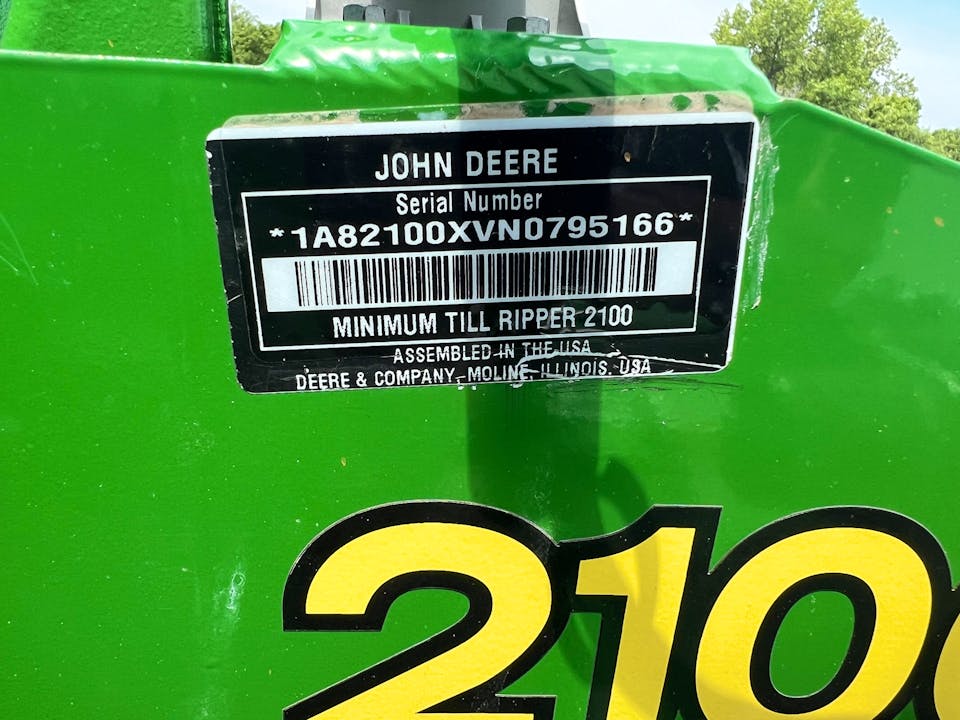 JOHN DEERE
Serial Number
*1A82100XVN0795166*
MINIMUM TILL RIPPER 2100
ASSEMBLED IN THE USA
DEERE & COMPANY, MOLINE, ILLINOIS, USA
210